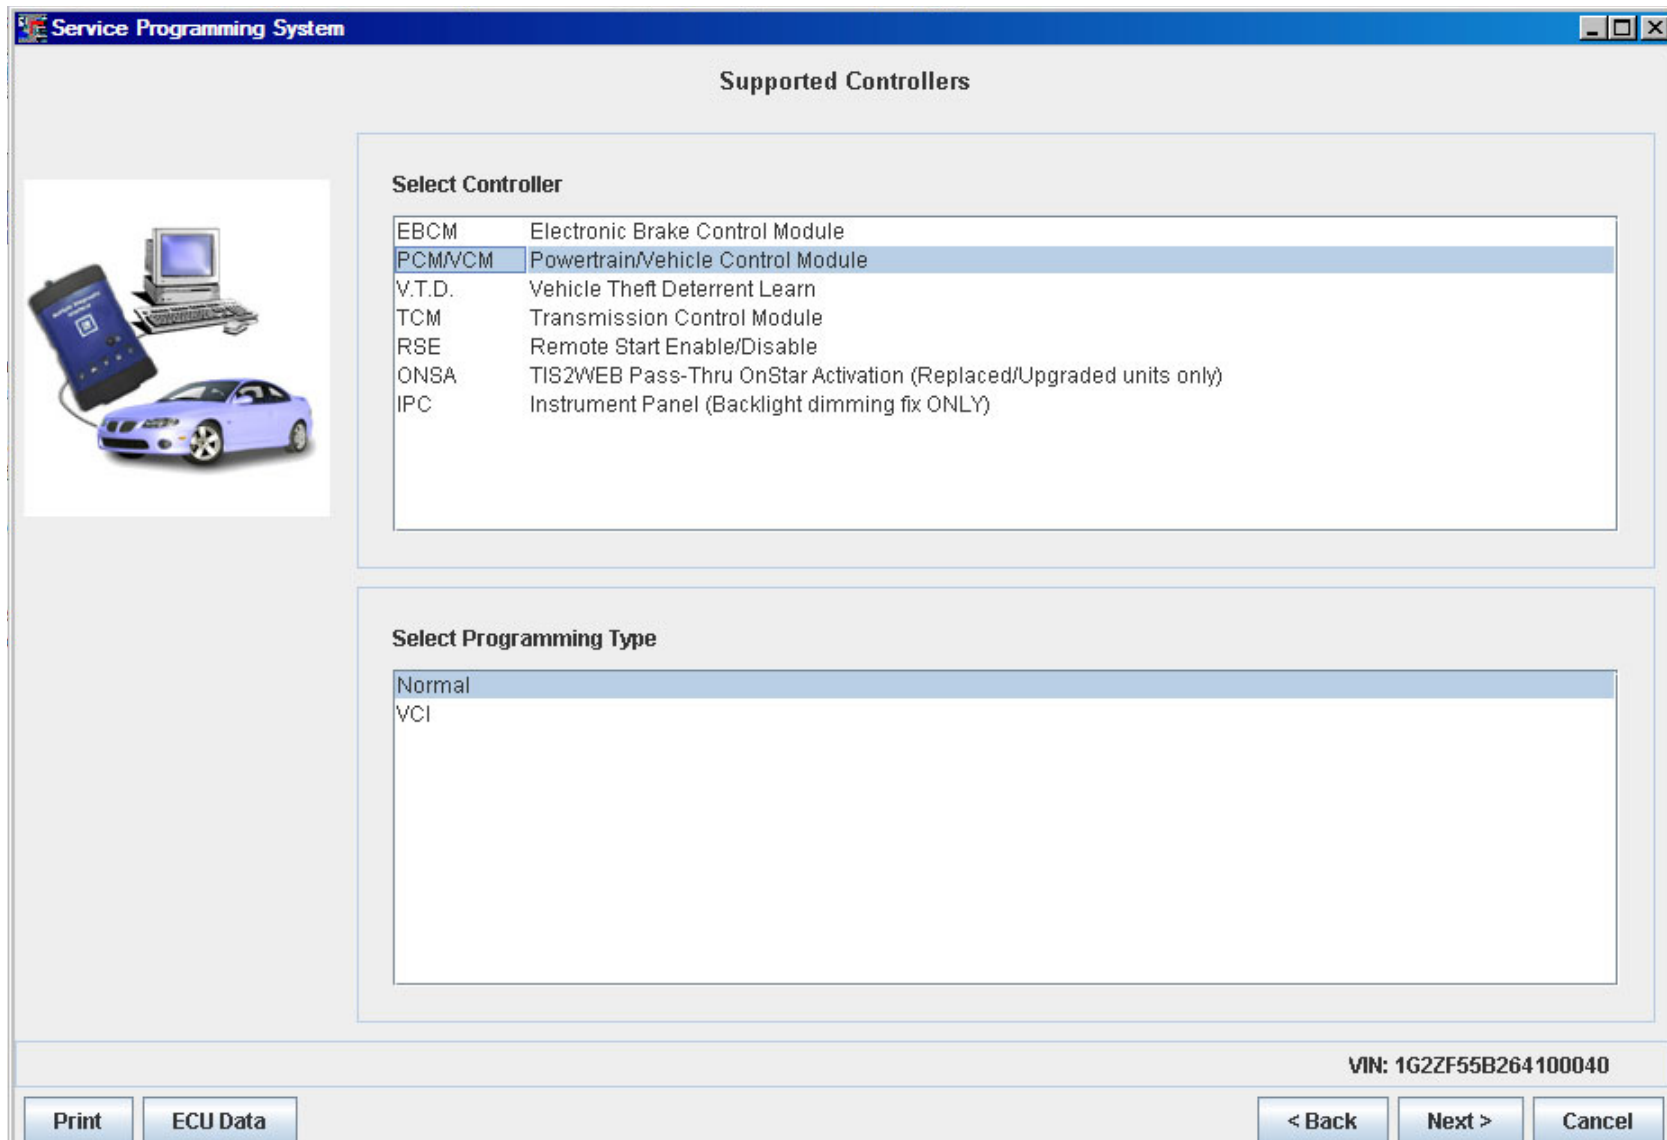 Service Programming System
Supported Controllers
Select Controller
EBCM Electronic Brake Control Module
PCM/VCM Powertrain/Vehicle Control Module
V.T.D. Vehicle Theft Deterrent Learn
TCM Transmission Control Module
RSE Remote Start Enable/Disable
ONSA TIS2WEB Pass-Thru OnStar Activation (Replaced/Upgraded units only)
IPC Instrument Panel (Backlight dimming fix ONLY)
Select Programming Type
Normal
VCI
VIN: 1G2ZF55B264100040
Print ECU Data < Back Next > Cancel